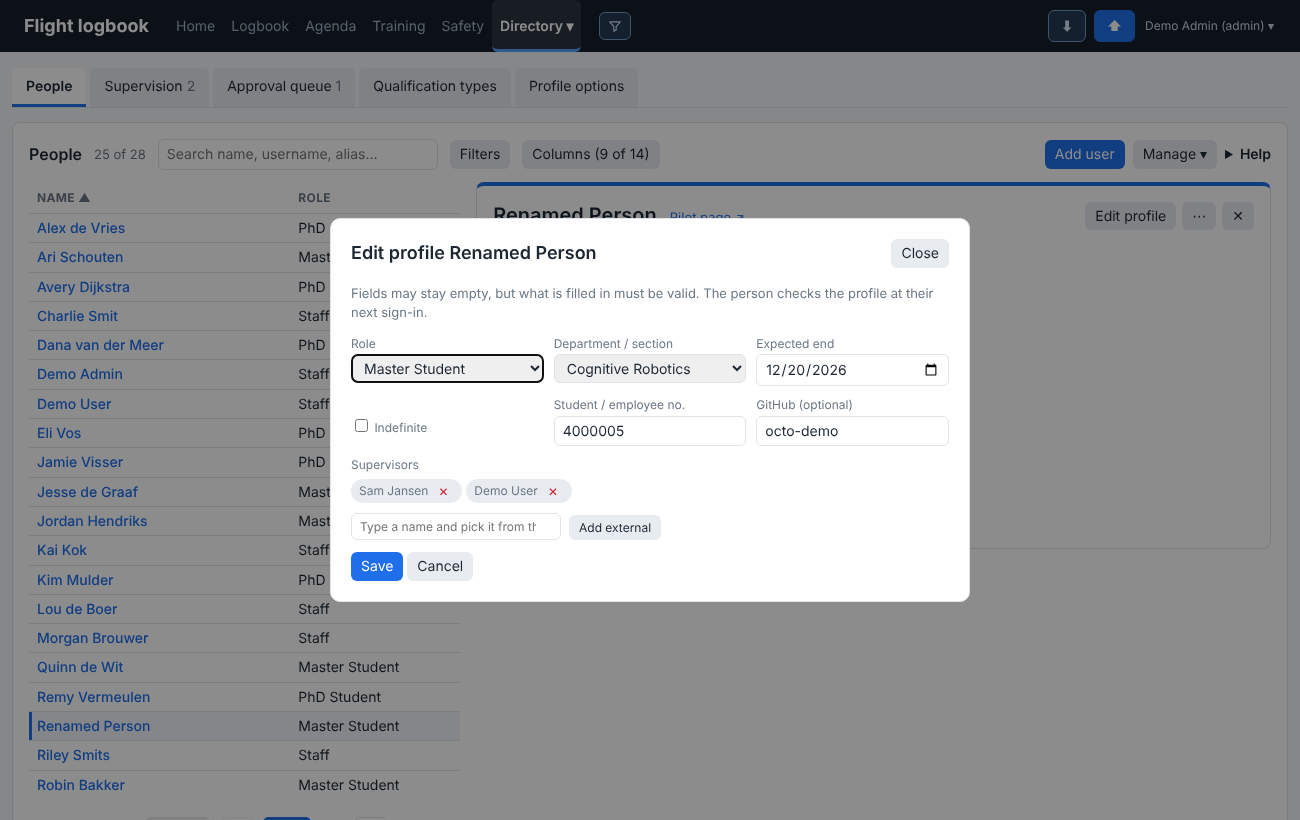 Flight logbook Home Logbook Agenda Training Safety Directory ▾ Demo Admin (admin) ▾
People Supervision 2 Approval queue 1 Qualification types Profile options
People 25 of 28 Search name, username, alias... Filters Columns (9 of 14) Add user Manage ▾ ▶ Help
NAME ▲ ROLE
Renamed Person Pilot page ↗ Edit profile ... ✕
Alex de Vries PhD
Ari Schouten Mast
Avery Dijkstra PhD
Charlie Smit Staff
Dana van der Meer PhD
Demo Admin Staff
Demo User Staff
Eli Vos PhD
Jamie Visser PhD
Jesse de Graaf Mast
Jordan Hendriks Mast
Kai Kok Staff
Kim Mulder PhD
Lou de Boer Staff
Morgan Brouwer Staff
Quinn de Wit Master Student
Remy Vermeulen PhD Student
Renamed Person Master Student
Riley Smits Staff
Robin Bakker Master Student
Edit profile Renamed Person Close
Fields may stay empty, but what is filled in must be valid. The person checks the profile at their
next sign-in.
Role Department / section Expected end
Master Student Cognitive Robotics 12/20/2026
Student / employee no. GitHub (optional)
Indefinite 4000005 octo-demo
Supervisors
Sam Jansen ✕ Demo User ✕
Type a name and pick it from th Add external
Save Cancel